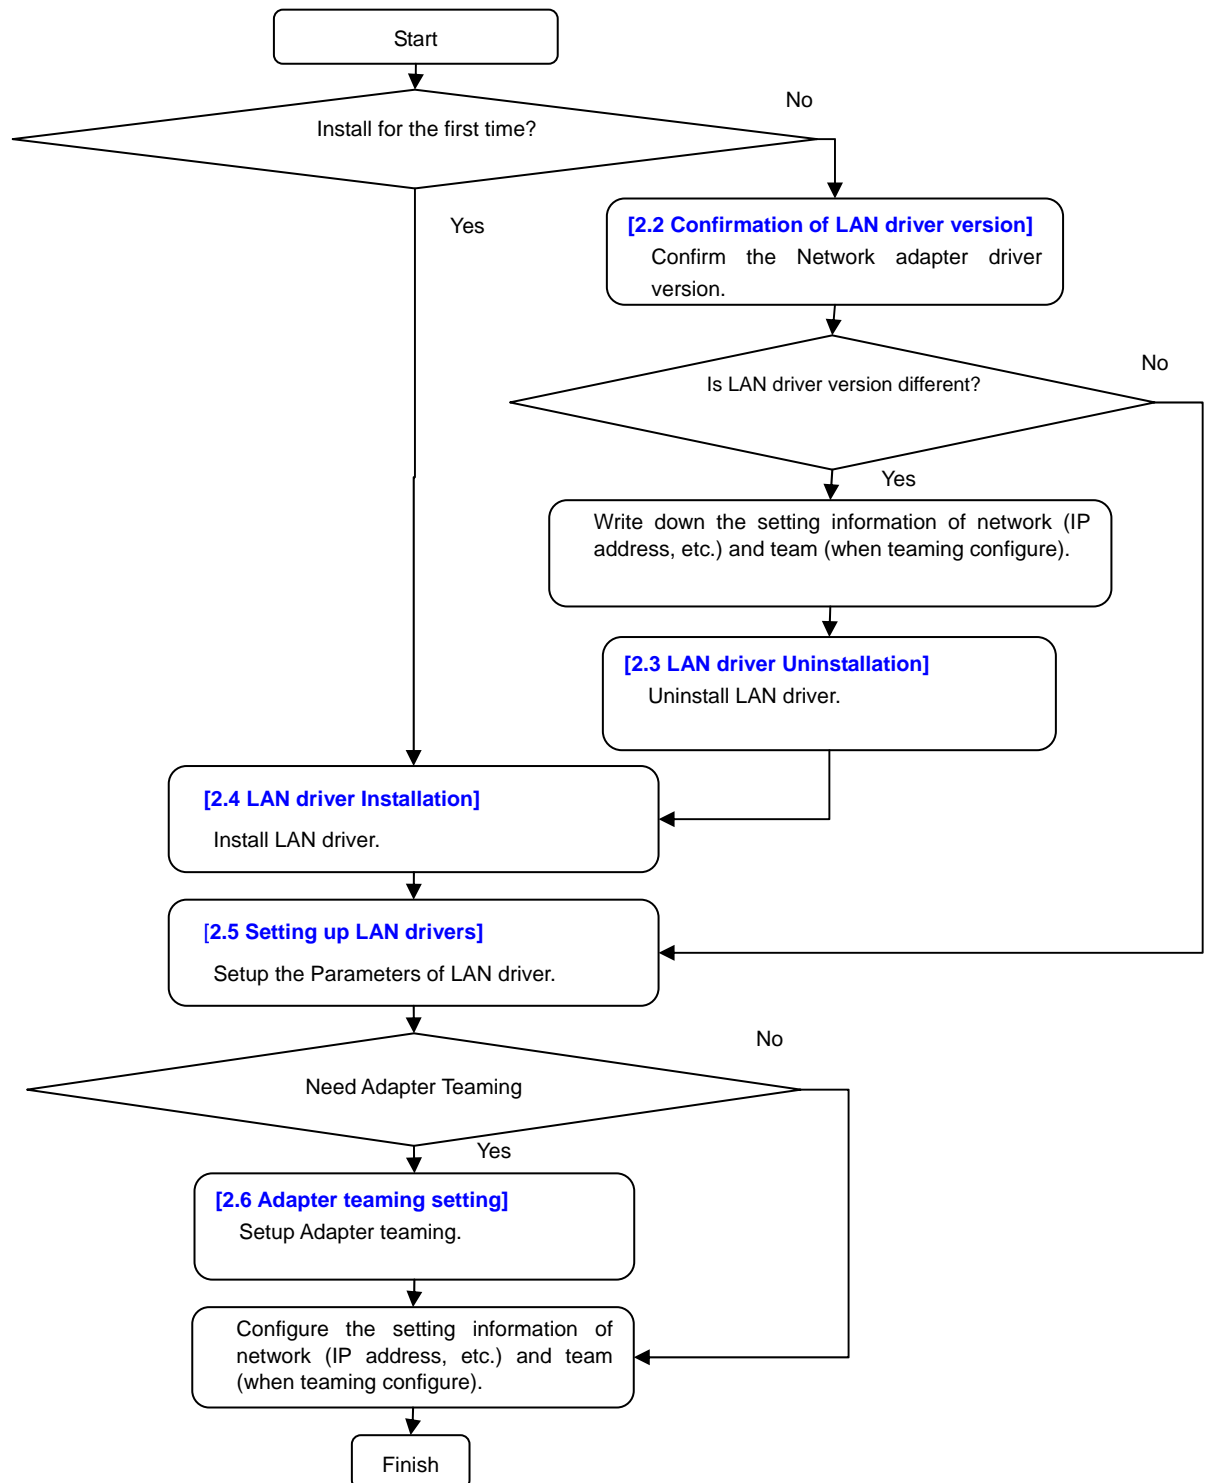 Start
No
Install for the first time?
Yes
[2.2 Confirmation of LAN driver version]
Confirm the Network adapter driver
version.
No
Is LAN driver version different?
Yes
Write down the setting information of network (IP
address, etc.) and team (when teaming configure).
[2.3 LAN driver Uninstallation]
Uninstall LAN driver.
[2.4 LAN driver Installation]
Install LAN driver.
[2.5 Setting up LAN drivers]
Setup the Parameters of LAN driver.
No
Need Adapter Teaming
Yes
[2.6 Adapter teaming setting]
Setup Adapter teaming.
Configure the setting information of
network (IP address, etc.) and team
(when teaming configure).
Finish